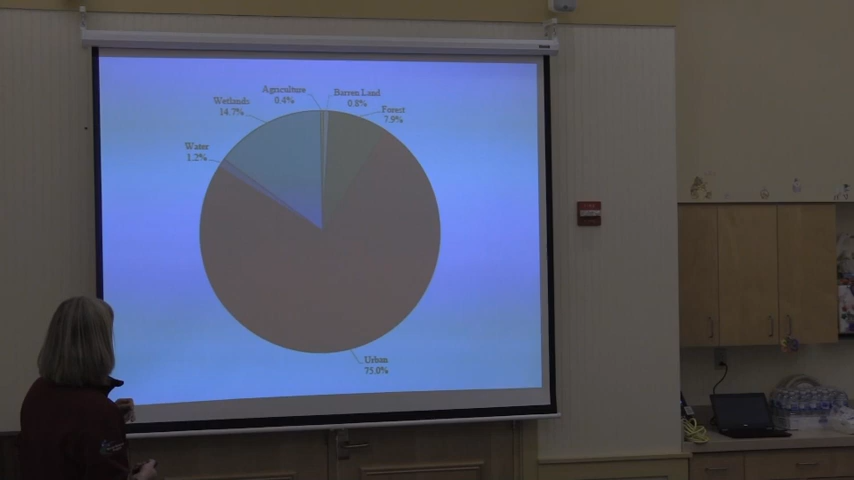 Agriculture
0.4%
Barren Land
0.8%
Wetlands
14.7%
Forest
7.9%
Water
1.2%
Urban
75.0%